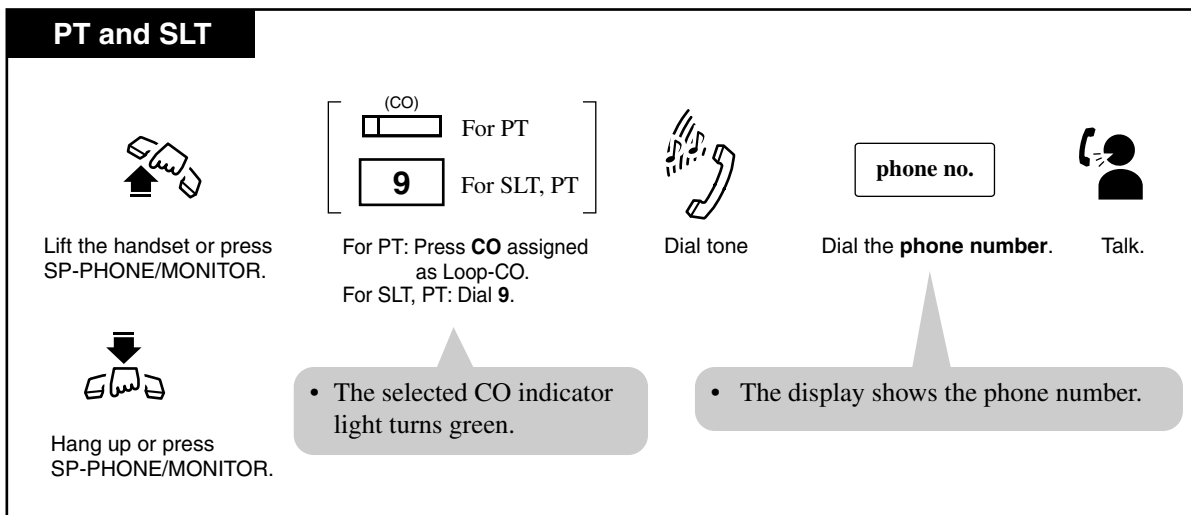 PT and SLT
(CO)
For PT
9
For SLT, PT
phone no.
Lift the handset or press
SP-PHONE/MONITOR.
For PT: Press CO assigned
as Loop-CO.
For SLT, PT: Dial 9.
Dial tone
Dial the phone number.
Talk.
• The selected CO indicator
light turns green.
• The display shows the phone number.
Hang up or press
SP-PHONE/MONITOR.